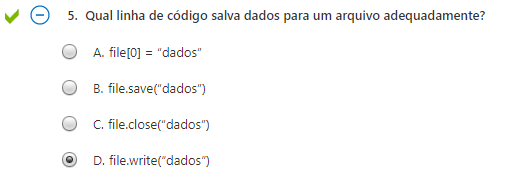 5. Qual linha de código salva dados para um arquivo adequadamente?
A. file[0] = "dados"
B. file.save("dados")
C. file.close("dados")
D. file.write("dados")